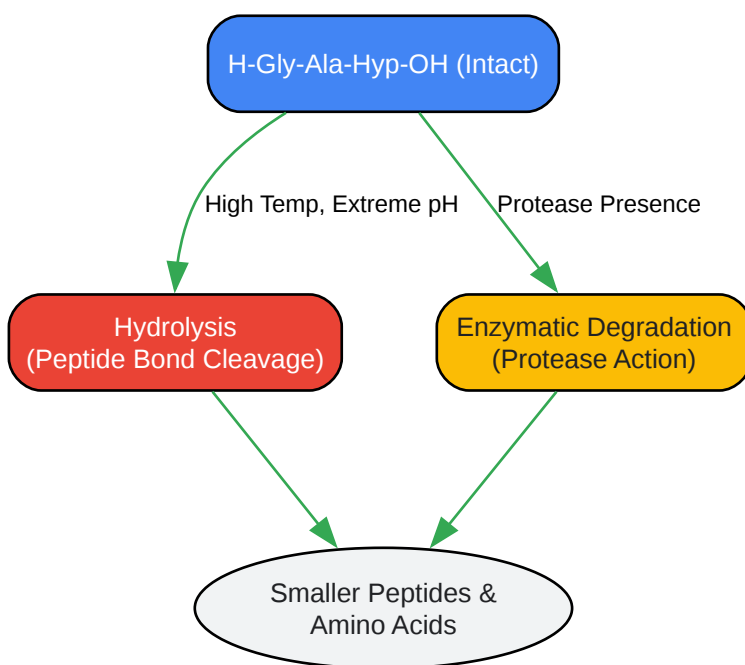 H-Gly-Ala-Hyp-OH (Intact)
High Temp, Extreme pH
Protease Presence
Hydrolysis
(Peptide Bond Cleavage)
Enzymatic Degradation
(Protease Action)
Smaller Peptides &
Amino Acids